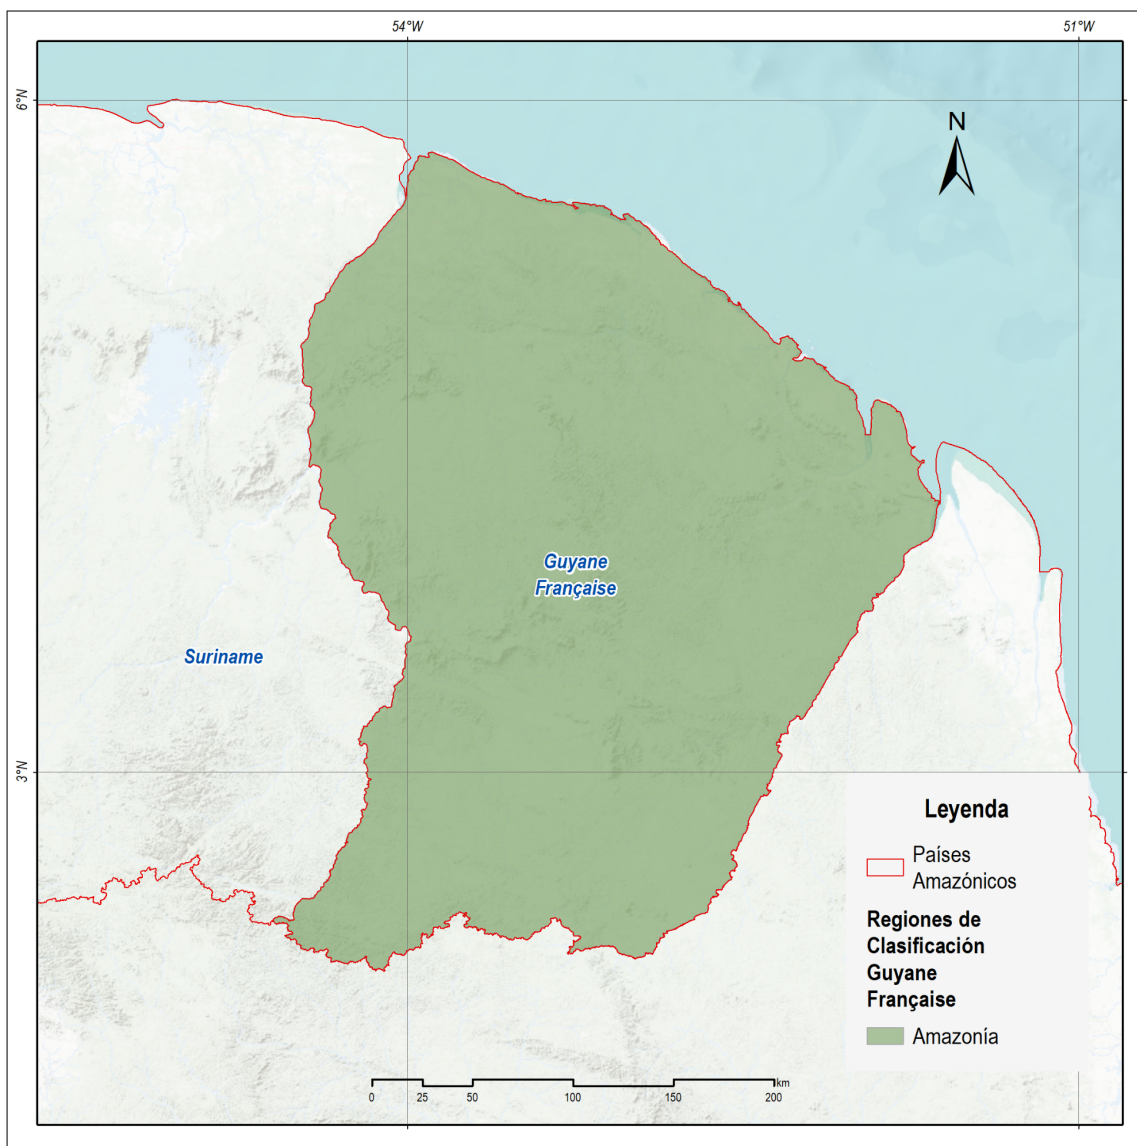 54°W
51°W
6°N
N
Guyane
Française
Suriname
3°N
Leyenda
Países
Amazónicos
Regiones de
Clasificación
Guyane
Française
Amazonía
km
0 25 50 100 150 200